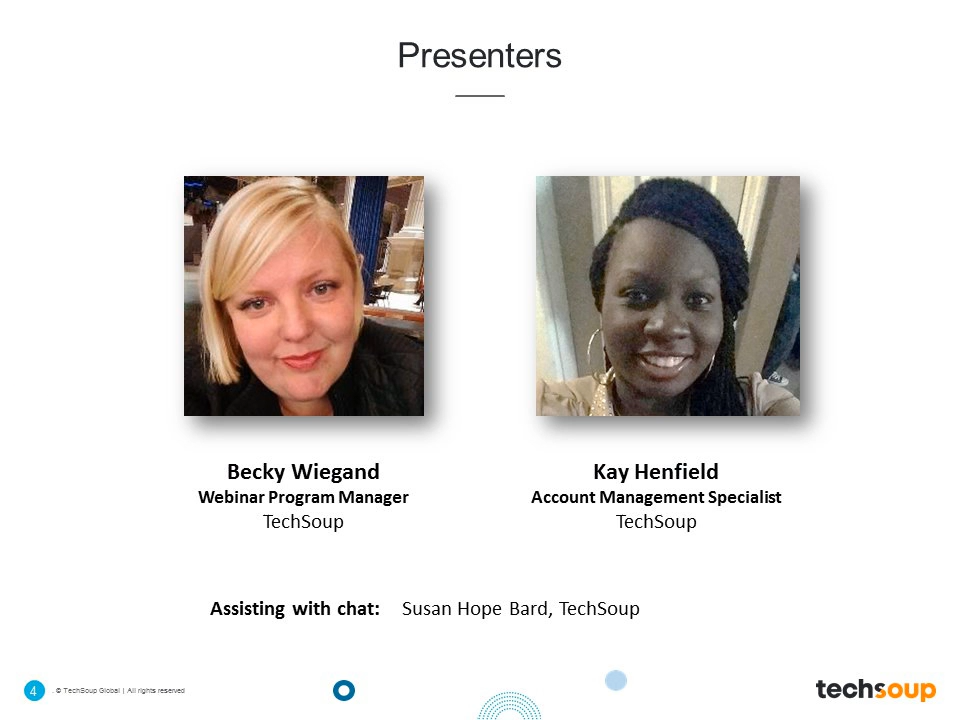 Presenters
Becky Wiegand
Webinar Program Manager
TechSoup
Kay Henfield
Account Management Specialist
TechSoup
Assisting with chat: Susan Hope Bard, TechSoup
4
. © TechSoup Global | All rights reserved
techsoup